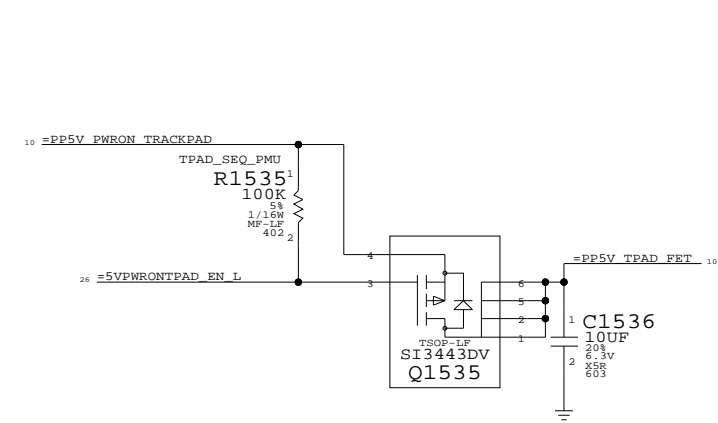 10 =PP5V_PWRON_TRACKPAD
TPAD_SEQ_PMU
R1535 1
100K
5%
1/16W
MF-LF
402 2
4
=PP5V_TPAD_FET 10
26 =5VPWRONTPAD_EN_L
3
6
5
2
1
1 C1536
10UF
20%
6.3V
X5R
603
2
TSOP-LF
SI3443DV
Q1535